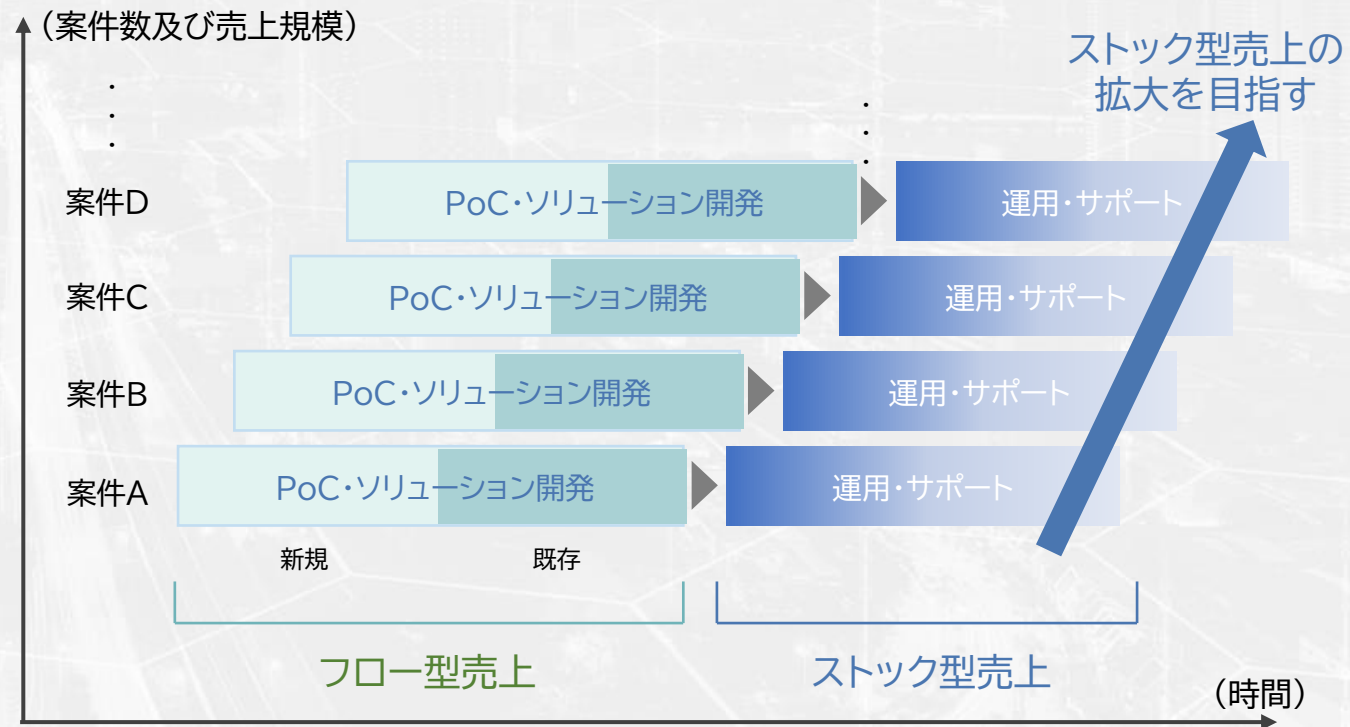 (案件数及び売上規模)
ストック型売上の
拡大を目指す
案件D
PoC・ソリューション開発
運用・サポート
案件C
PoC・ソリューション開発
運用・サポート
案件B
PoC・ソリューション開発
運用・サポート
案件A
PoC・ソリューション開発
運用・サポート
新規
既存
フロー型売上
ストック型売上
(時間)